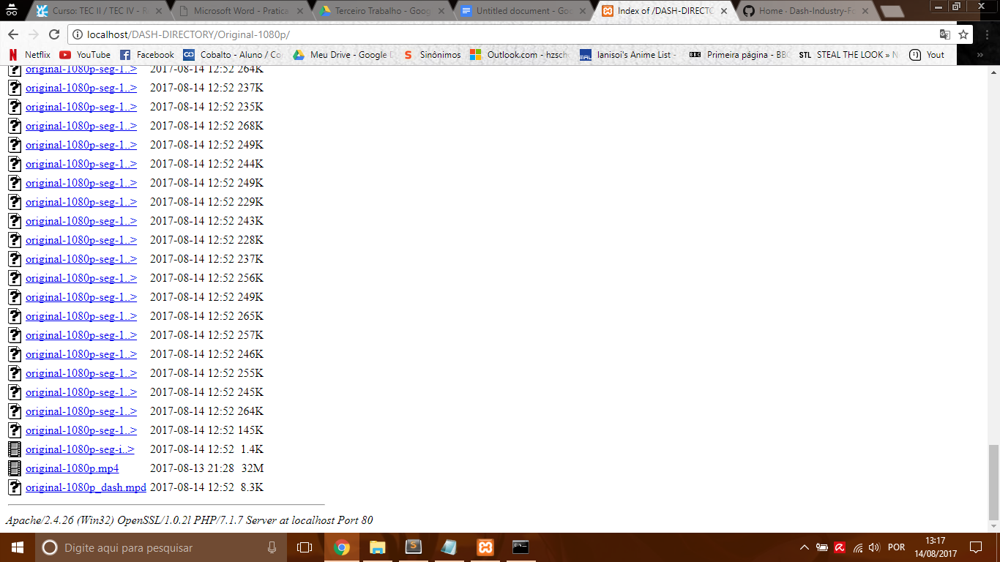 Curso: TEC II / TEC IV - R
Microsoft Word - Pratica
Terceiro Trabalho - Goog
Untitled document - Goo
Index of /DASH-DIRECTO
Home · Dash-Industry-Fo
localhost/DASH-DIRECTORY/Original-1080p/
Netflix YouTube Facebook Cobalto - Aluno / Co Meu Drive - Google D Sinônimos Outlook.com - hzsch Ianisoi's Anime List - Primeira página - BBC STL STEAL THE LOOK » N Yout »
original-1080p-seg-1..> 2017-08-14 12:52 264K
original-1080p-seg-1..> 2017-08-14 12:52 237K
original-1080p-seg-1..> 2017-08-14 12:52 235K
original-1080p-seg-1..> 2017-08-14 12:52 268K
original-1080p-seg-1..> 2017-08-14 12:52 249K
original-1080p-seg-1..> 2017-08-14 12:52 244K
original-1080p-seg-1..> 2017-08-14 12:52 249K
original-1080p-seg-1..> 2017-08-14 12:52 229K
original-1080p-seg-1..> 2017-08-14 12:52 243K
original-1080p-seg-1..> 2017-08-14 12:52 228K
original-1080p-seg-1..> 2017-08-14 12:52 237K
original-1080p-seg-1..> 2017-08-14 12:52 256K
original-1080p-seg-1..> 2017-08-14 12:52 249K
original-1080p-seg-1..> 2017-08-14 12:52 265K
original-1080p-seg-1..> 2017-08-14 12:52 257K
original-1080p-seg-1..> 2017-08-14 12:52 246K
original-1080p-seg-1..> 2017-08-14 12:52 255K
original-1080p-seg-1..> 2017-08-14 12:52 245K
original-1080p-seg-1..> 2017-08-14 12:52 264K
original-1080p-seg-1..> 2017-08-14 12:52 145K
original-1080p-seg-i..> 2017-08-14 12:52 1.4K
original-1080p.mp4 2017-08-13 21:28 32M
original-1080p_dash.mpd 2017-08-14 12:52 8.3K
Apache/2.4.26 (Win32) OpenSSL/1.0.2l PHP/7.1.7 Server at localhost Port 80
Digite aqui para pesquisar
POR
13:17
14/08/2017